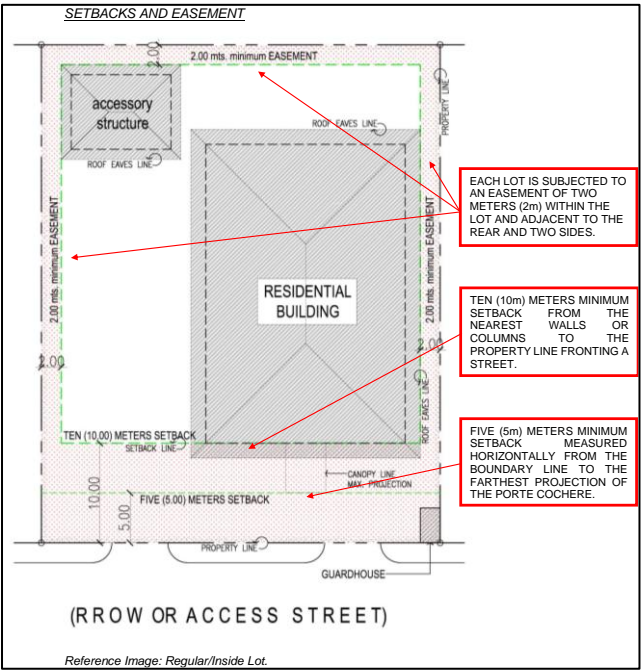 SETBACKS AND EASEMENT
2.00
2.00 mts. minimum EASEMENT
accessory
structure
ROOF EAVES LINE
ROOF EAVES LINE
PROPERTY LINE
EACH LOT IS SUBJECTED TO
AN EASEMENT OF TWO
METERS (2m) WITHIN THE
LOT AND ADJACENT TO THE
REAR AND TWO SIDES.
2.00 mts. minimum EASEMENT
2.00 mts. minimum EASEMENT
RESIDENTIAL
BUILDING
TEN (10m) METERS MINIMUM
SETBACK FROM THE
NEAREST WALLS OR
COLUMNS TO THE
PROPERTY LINE FRONTING A
STREET.
2.00
2.00
ROOF EAVES LINE
TEN (10.00) METERS SETBACK
SETBACK LINE
FIVE (5m) METERS MINIMUM
SETBACK MEASURED
HORIZONTALLY FROM THE
BOUNDARY LINE TO THE
FARTHEST PROJECTION OF
THE PORTE COCHERE.
CANOPY LINE
MAX. PROJECTION
10.00
FIVE (5.00) METERS SETBACK
5.00
PROPERTY LINE
GUARDHOUSE
(RROW OR ACCESS STREET)
Reference Image: Regular/Inside Lot.